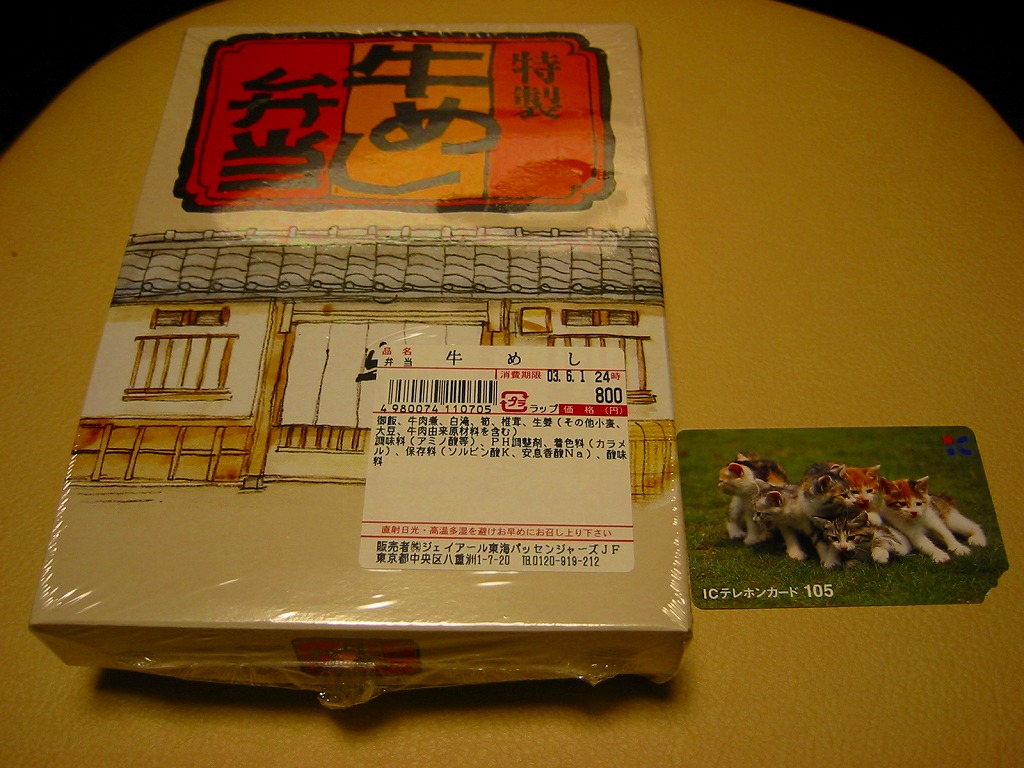 特製
牛めし
弁当
品名
弁当
牛めし
消費期限 03.6.1 24時
4980074 110705
プラ ラップ 価格(円) 800
御飯、牛肉煮、白滝、筍、椎茸、生姜(その他小麦、
大豆、牛肉由来原材料を含む)
調味料(アミノ酸等)、PH調整剤、着色料(カラメ
ル)、保存料(ソルビン酸K、安息香酸Na)、酸味
料
直射日光・高温多湿を避けお早めにお召し上り下さい
販売者㈱ジェイアール東海パッセンジャーズJF
東京都中央区八重洲1-7-20 TEL0120-919-212
ICテレホンカード 105